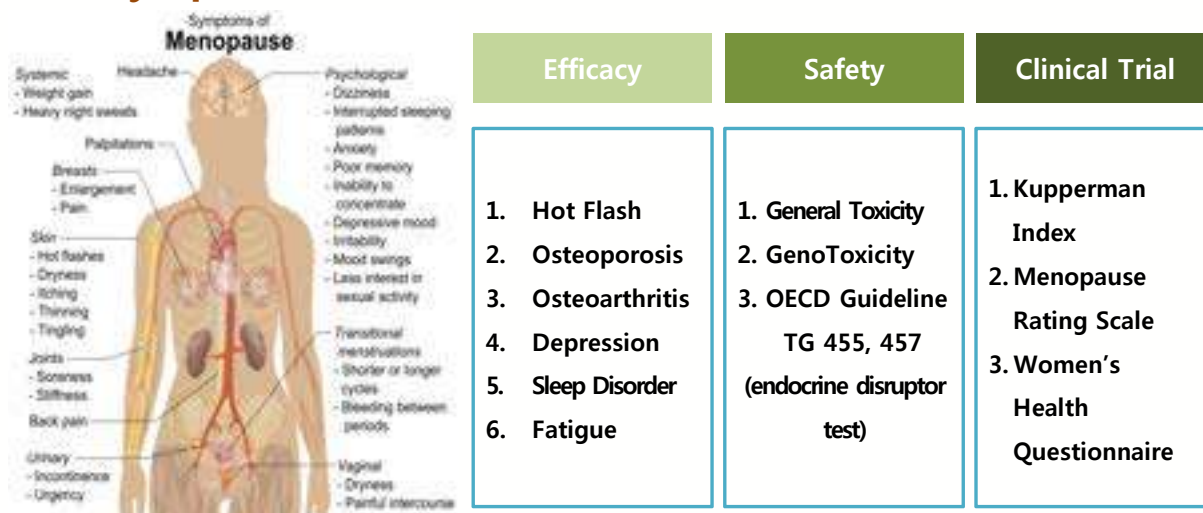 Symptoms of
Menopause
Systemic
- Weight gain
- Heavy night sweats
Headache
Palpitations
Breasts
- Enlargement
- Pain
Skin
- Hot flashes
- Dryness
- Itching
- Thinning
- Tingling
Joints
- Soreness
- Stiffness
Back pain
Urinary
- Incontinence
- Urgency
Psychological
- Dizziness
- Interrupted sleeping
patterns
- Anxiety
- Poor memory
- Inability to
concentrate
- Depressive mood
- Irritability
- Mood swings
- Less interest in
sexual activity
Transitional
menstruations
- Shorter or longer
cycles
- Bleeding between
periods
Vaginal
- Dryness
- Painful intercourse
Efficacy
1. Hot Flash
2. Osteoporosis
3. Osteoarthritis
4. Depression
5. Sleep Disorder
6. Fatigue
Safety
1. General Toxicity
2. GenoToxicity
3. OECD Guideline
TG 455, 457
(endocrine disruptor
test)
Clinical Trial
1. Kupperman
Index
2. Menopause
Rating Scale
3. Women's
Health
Questionnaire